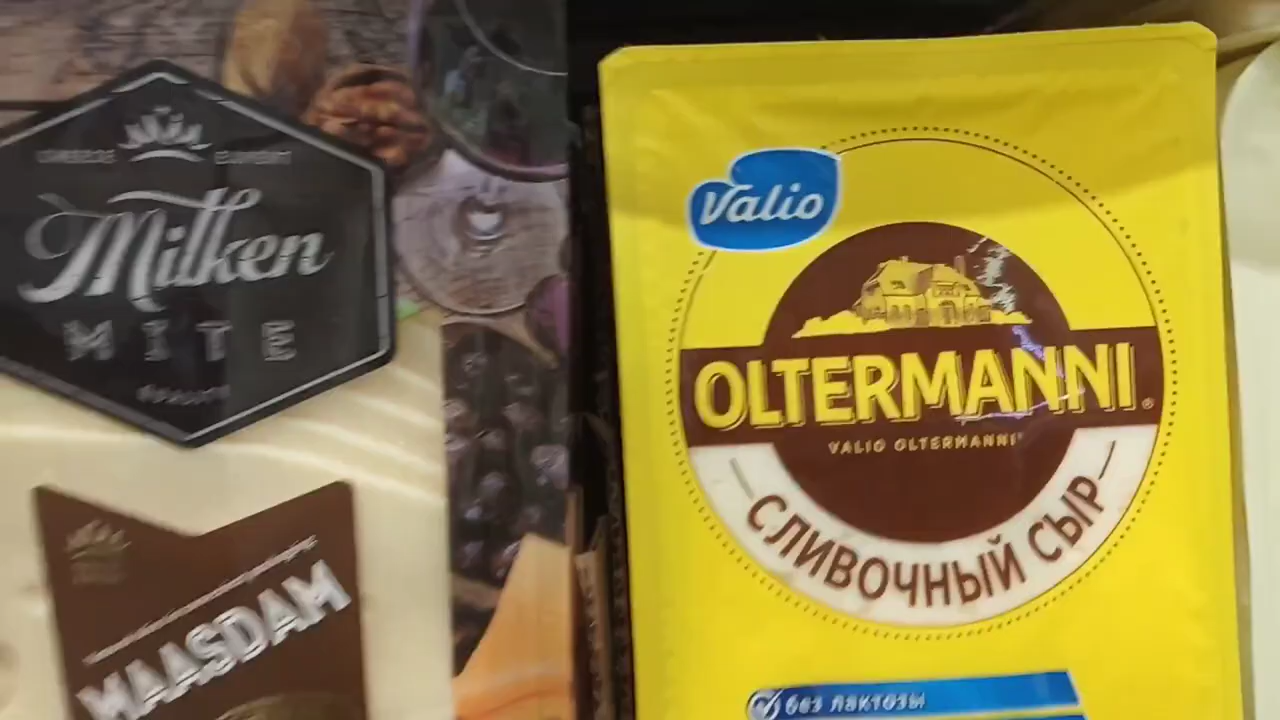 Milken
MITE
MAASDAM
Valio
OLTERMANNI®
VALIO OLTERMANNI®
СЛИВОЧНЫЙ СЫР
без лактозы